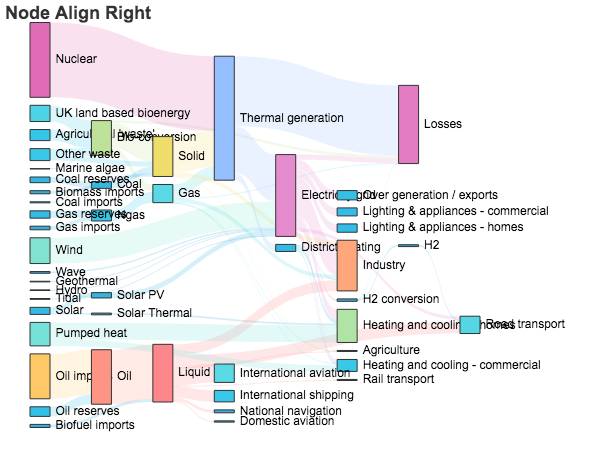 Node Align Right
Nuclear
UK land based bioenergy
Agricultural 'waste'
Other waste
Marine algae
Coal reserves
Biomass imports
Coal imports
Gas reserves
Gas imports
Wind
Wave
Geothermal
Hydro
Tidal
Solar
Pumped heat
Oil imp
Oil reserves
Biofuel imports
Bio-conversion
Coal
Ngas
Solar PV
Solar Thermal
Oil
Solid
Gas
Liquid
Thermal generation
International aviation
International shipping
National navigation
Domestic aviation
Electricity grid
District heating
Over generation / exports
Lighting & appliances - commercial
Lighting & appliances - homes
Industry
H2 conversion
Heating and cooling - homes
Agriculture
Heating and cooling - commercial
Rail transport
Losses
H2
Road transport